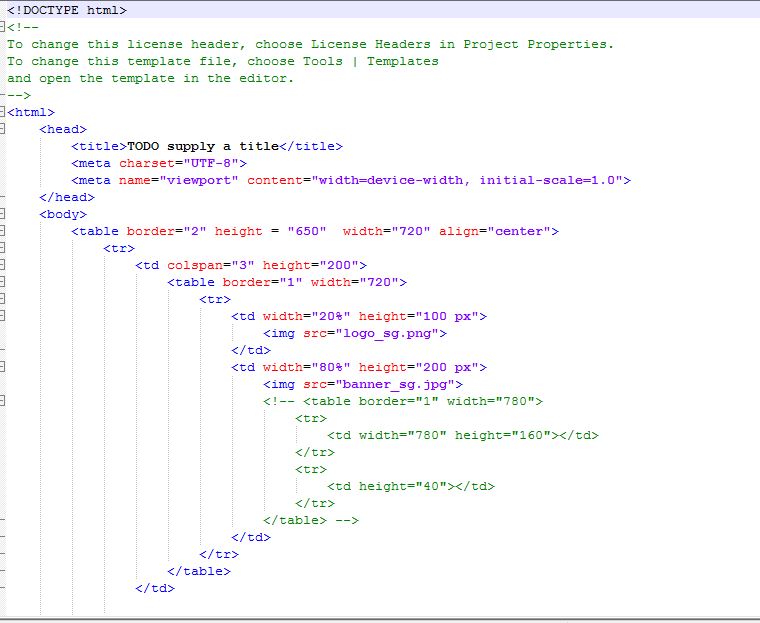 <!DOCTYPE html>
<!--
To change this license header, choose License Headers in Project Properties.
To change this template file, choose Tools | Templates
and open the template in the editor.
-->
<html>
    <head>
        <title>TODO supply a title</title>
        <meta charset="UTF-8">
        <meta name="viewport" content="width=device-width, initial-scale=1.0">
    </head>
    <body>
        <table border="2" height = "650"  width="720" align="center">
            <tr>
                <td colspan="3" height="200">
                    <table border="1" width="720">
                        <tr>
                            <td width="20%" height="100 px">
                                <img src="logo_sg.png">
                            </td>
                            <td width="80%" height="200 px">
                                <img src="banner_sg.jpg">
                                <!-- <table border="1" width="780">
                                    <tr>
                                        <td width="780" height="160"></td>
                                    </tr>
                                    <tr>
                                        <td height="40"></td>
                                    </tr>
                                </table> -->
                            </td>
                        </tr>
                    </table>
                </td>